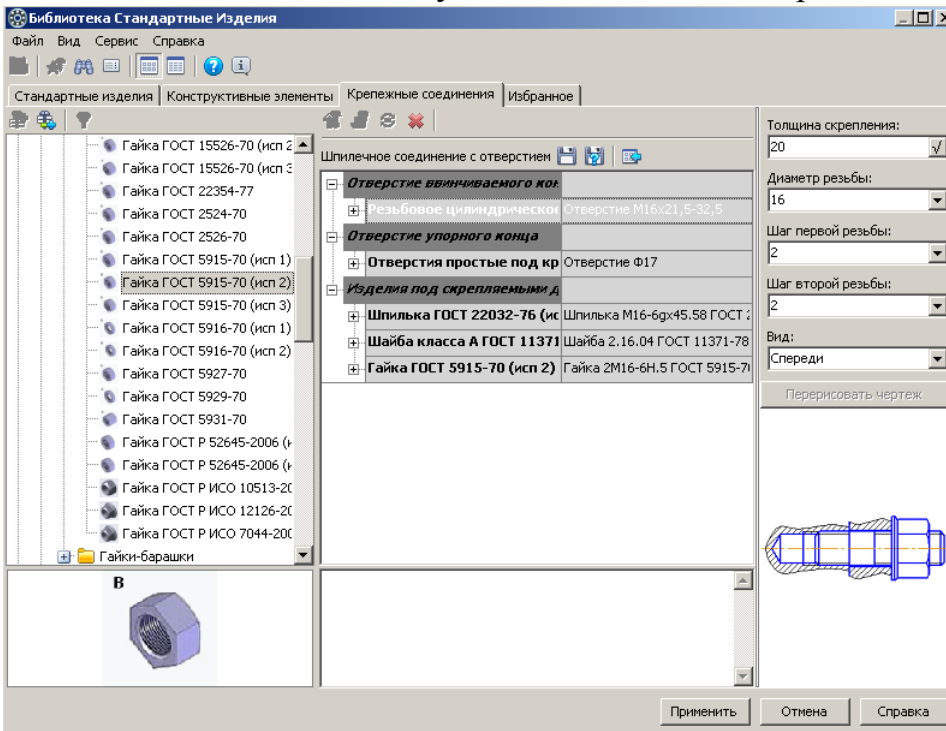 Библиотека Стандартные Изделия
Файл Вид Сервис Справка
Стандартные изделия Конструктивные элементы Крепежные соединения Избранное
Гайка ГОСТ 15526-70 (исп 2
Гайка ГОСТ 15526-70 (исп 3
Гайка ГОСТ 22354-77
Гайка ГОСТ 2524-70
Гайка ГОСТ 2526-70
Гайка ГОСТ 5915-70 (исп 1)
Гайка ГОСТ 5915-70 (исп 2)
Гайка ГОСТ 5915-70 (исп 3)
Гайка ГОСТ 5916-70 (исп 1)
Гайка ГОСТ 5916-70 (исп 2)
Гайка ГОСТ 5927-70
Гайка ГОСТ 5929-70
Гайка ГОСТ 5931-70
Гайка ГОСТ Р 52645-2006 (и
Гайка ГОСТ Р 52645-2006 (и
Гайка ГОСТ Р ИСО 10513-20
Гайка ГОСТ Р ИСО 12126-20
Гайка ГОСТ Р ИСО 7044-200
Гайки-барашки
В
Шпилечное соединение с отверстием
Отверстие ввинчиваемого кон
Резьбовое цилиндрическое Отверстие М16х21,5-32,5
Отверстие упорного конца
Отверстия простые под кр Отверстие Ф17
Изделия под скрепляемыми д
Шпилька ГОСТ 22032-76 (ис Шпилька М16-6gx45.58 ГОСТ 2
Шайба класса А ГОСТ 11371 Шайба 2.16.04 ГОСТ 11371-78
Гайка ГОСТ 5915-70 (исп 2) Гайка 2М16-6Н.5 ГОСТ 5915-7
Толщина скрепления:
20
Диаметр резьбы:
16
Шаг первой резьбы:
2
Шаг второй резьбы:
2
Вид:
Спереди
Перерисовать чертеж
Применить Отмена Справка